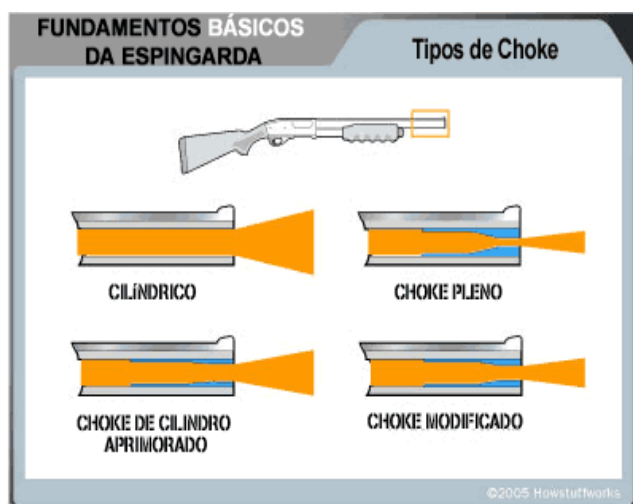 FUNDAMENTOS BÁSICOS
DA ESPINGARDA
Tipos de Choke
CILÍNDRICO
CHOKE PLENO
CHOKE DE CILINDRO
APRIMORADO
CHOKE MODIFICADO
©2005 Howstuffworks